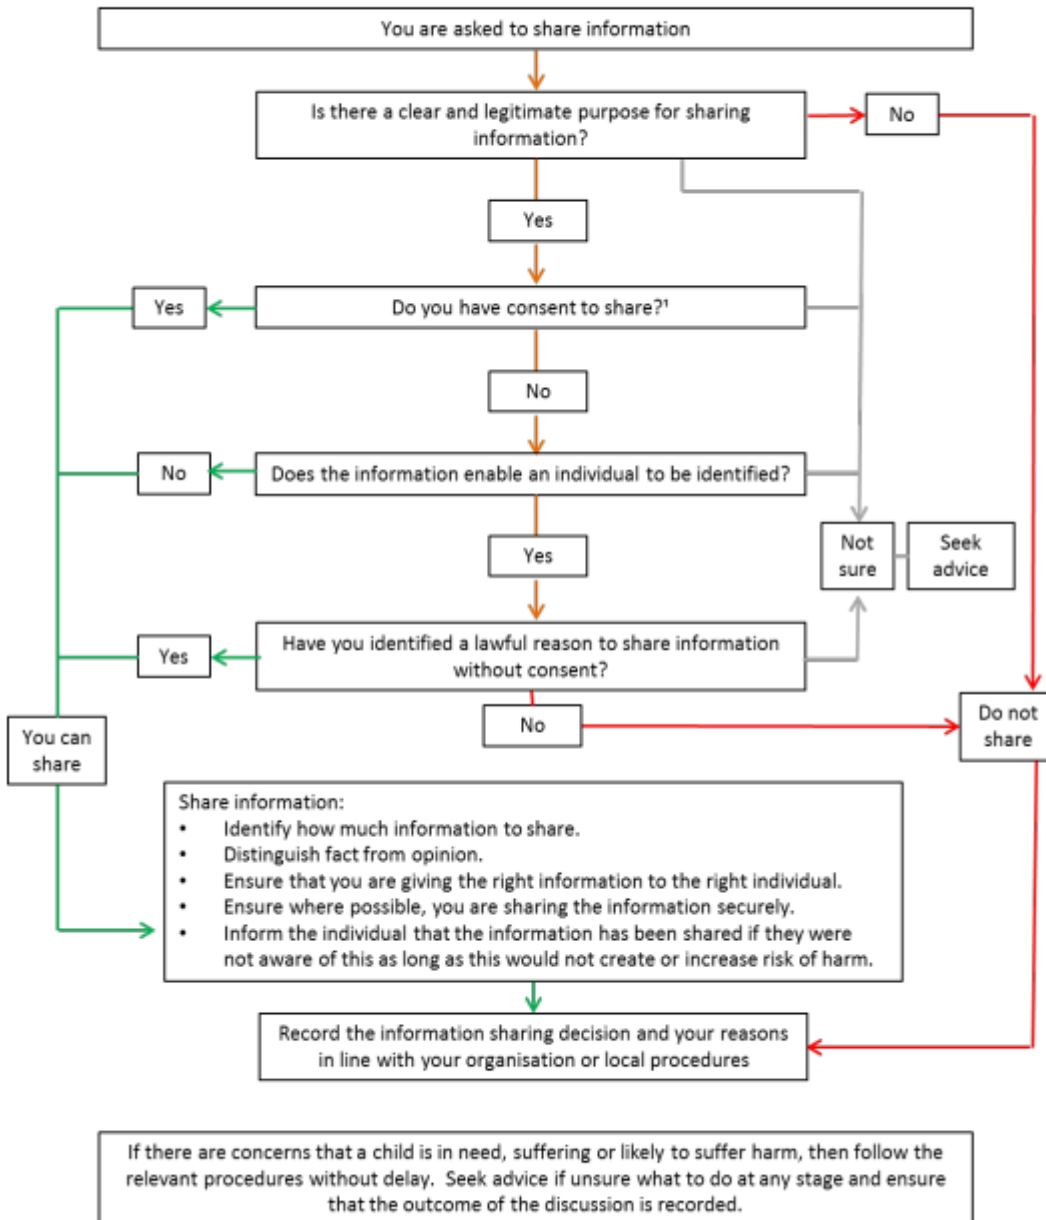 You are asked to share information
Is there a clear and legitimate purpose for sharing
information?
No
Yes
Yes
Do you have consent to share?¹
No
No
Does the information enable an individual to be identified?
Yes
Not
sure
Seek
advice
Yes
Have you identified a lawful reason to share information
without consent?
No
You can
share
Do not
share
Share information:
• Identify how much information to share.
• Distinguish fact from opinion.
• Ensure that you are giving the right information to the right individual.
• Ensure where possible, you are sharing the information securely.
• Inform the individual that the information has been shared if they were
not aware of this as long as this would not create or increase risk of harm.
Record the information sharing decision and your reasons
in line with your organisation or local procedures
If there are concerns that a child is in need, suffering or likely to suffer harm, then follow the
relevant procedures without delay.  Seek advice if unsure what to do at any stage and ensure
that the outcome of the discussion is recorded.